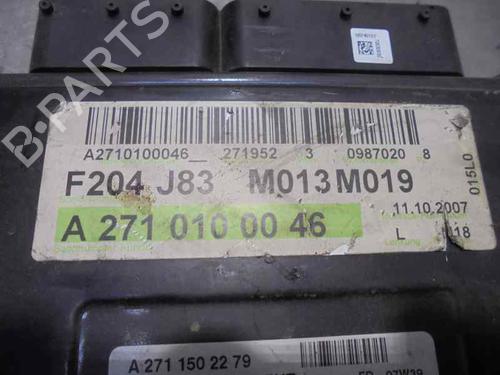 B-PARTS
A2710100046__ 271952 3 0987020 8
F204 J83 M013 M019
015L0
A 271 010 00 46
11.10.2007
L M18
A 271 150 22 79